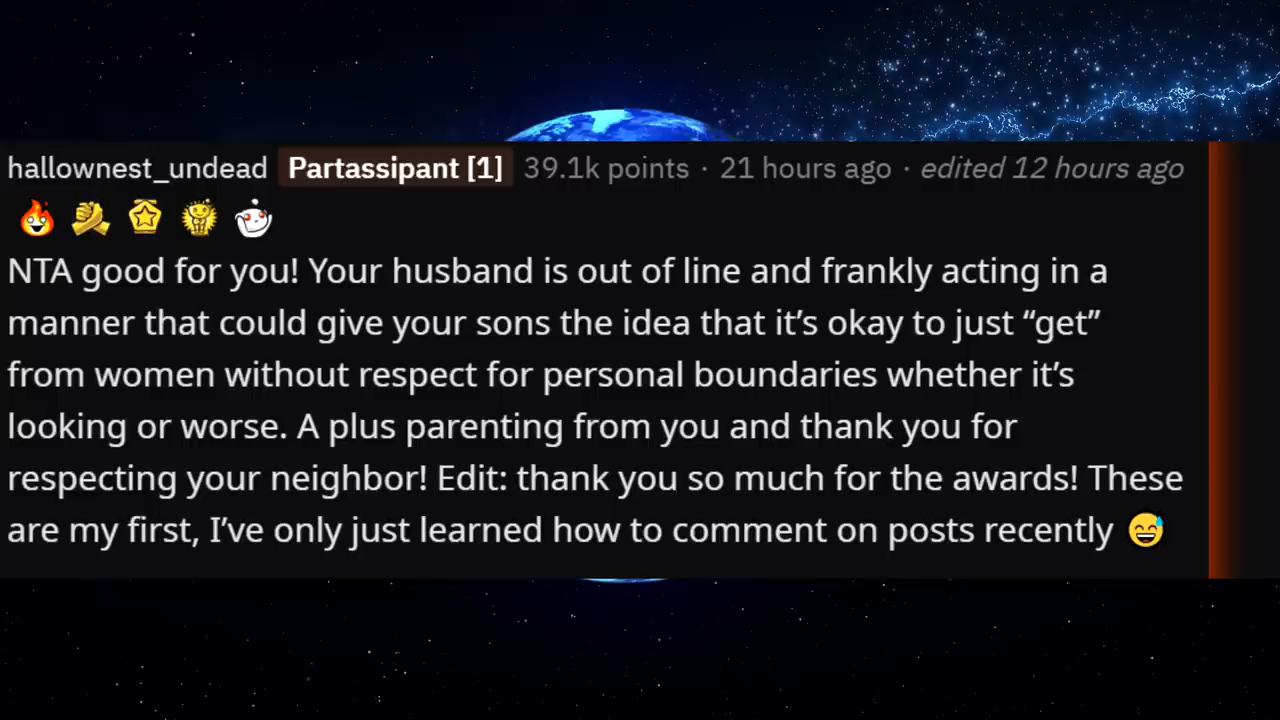 hallownest_undead Partassipant [1] 39.1k points · 21 hours ago · edited 12 hours ago
NTA good for you! Your husband is out of line and frankly acting in a
manner that could give your sons the idea that it’s okay to just “get”
from women without respect for personal boundaries whether it’s
looking or worse. A plus parenting from you and thank you for
respecting your neighbor! Edit: thank you so much for the awards! These
are my first, I’ve only just learned how to comment on posts recently 😅